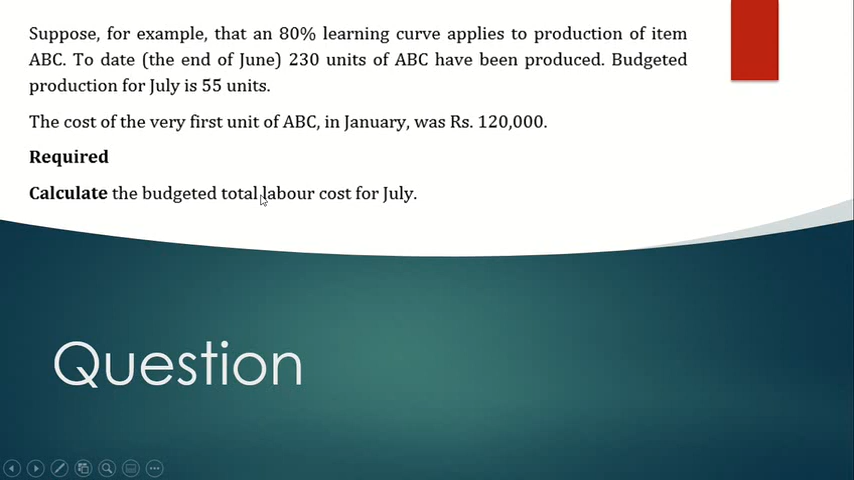 Suppose, for example, that an 80% learning curve applies to production of item
ABC. To date (the end of June) 230 units of ABC have been produced. Budgeted
production for July is 55 units.
The cost of the very first unit of ABC, in January, was Rs. 120,000.
Required
Calculate the budgeted total labour cost for July.
Question